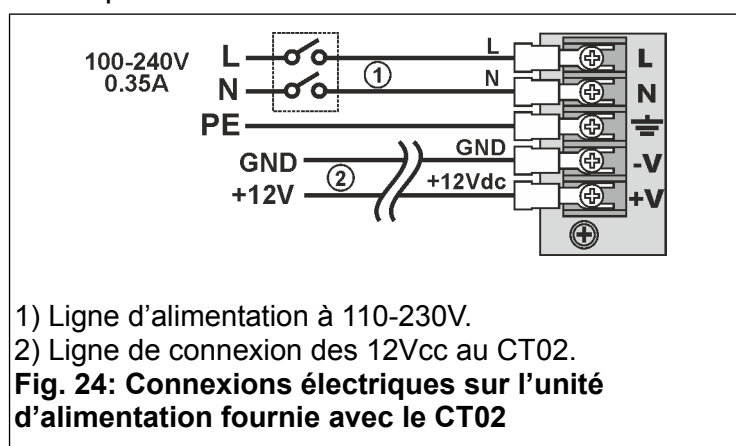 100-240V
0.35A
L
L
L
N
①
N
N
PE
GND
②
GND
-V
+12V
+12Vdc
+V
1) Ligne d’alimentation à 110-230V.
2) Ligne de connexion des 12Vcc au CT02.
Fig. 24: Connexions électriques sur l’unité
d’alimentation fournie avec le CT02